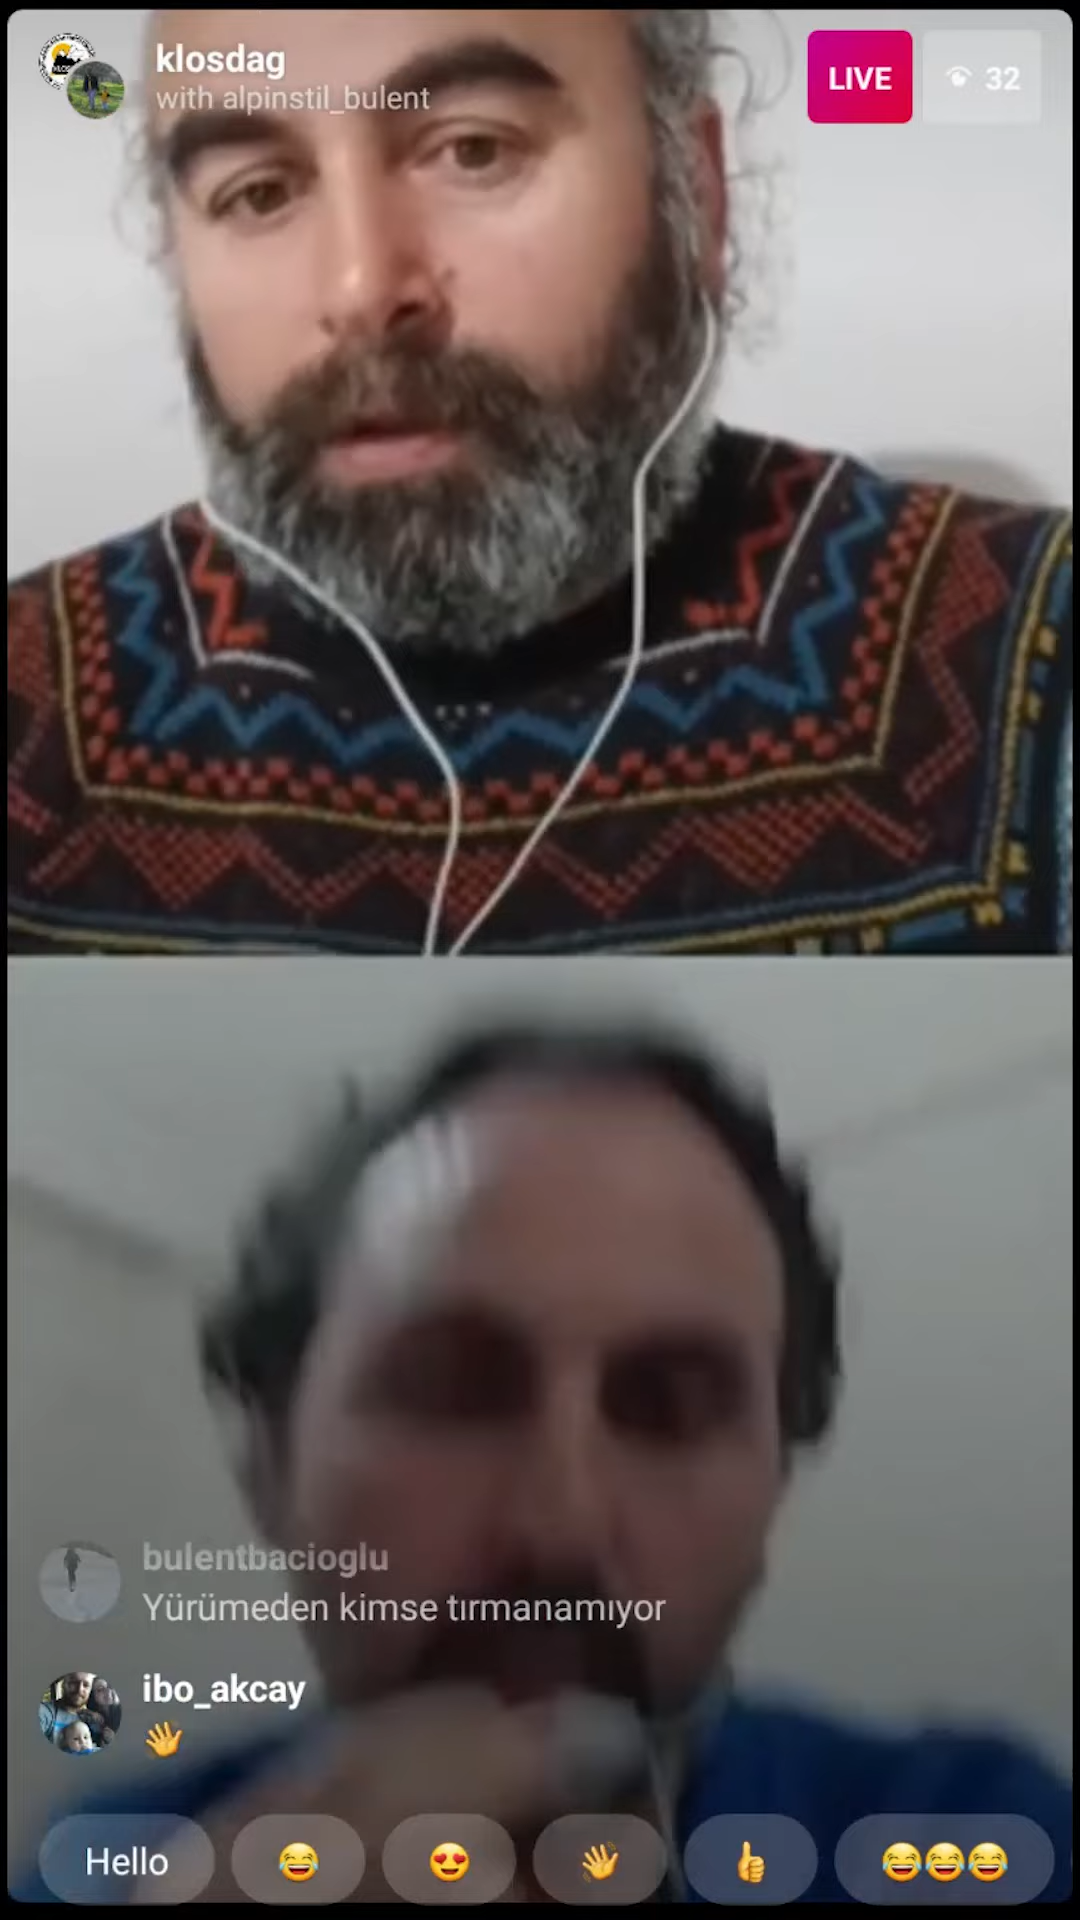 klosdag
with alpinstil_bulent
LIVE
32
bulentbacioglu
Yürümeden kimse tırmanamıyor
ibo_akcay
👋
Hello
😂
😍
👋
👍
😂😂😂